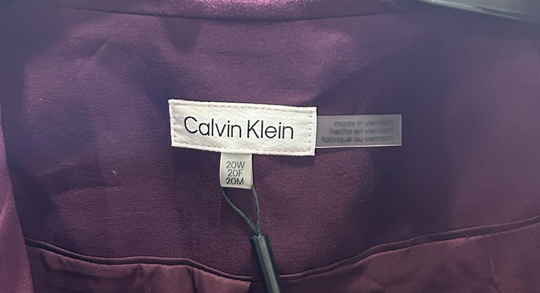 Calvin Klein
made in vietnam
hecho en vietnam
fabriqué au vietnam
20W
20F
20M